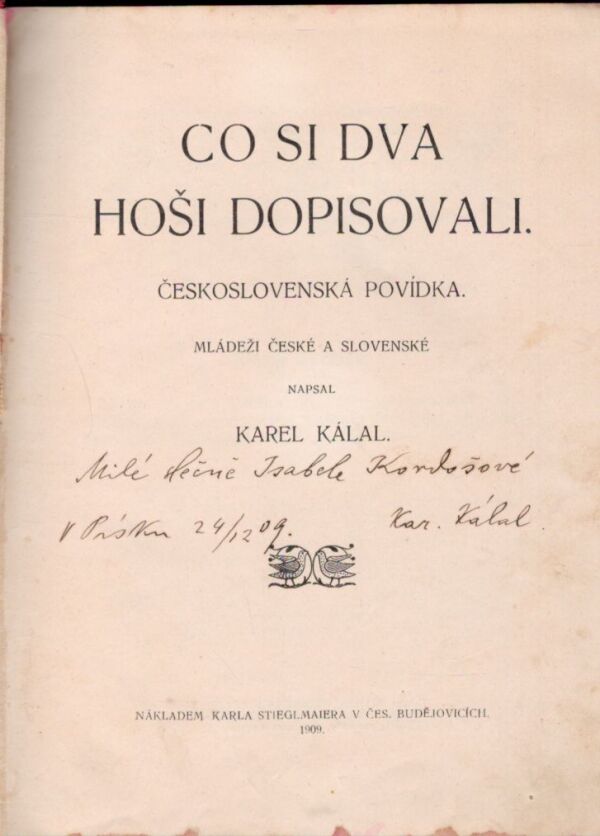 CO SI DVA
HOŠI DOPISOVALI.
ČESKOSLOVENSKÁ POVÍDKA.
MLÁDEŽI ČESKÉ A SLOVENSKÉ
NAPSAL
KAREL KÁLAL.
Milé slečně Isabele Kordošové
V Písku 24/12 09. Kar. Kálal.
NÁKLADEM KARLA STIEGLMAIERA V ČES. BUDĚJOVICÍCH.
1909.